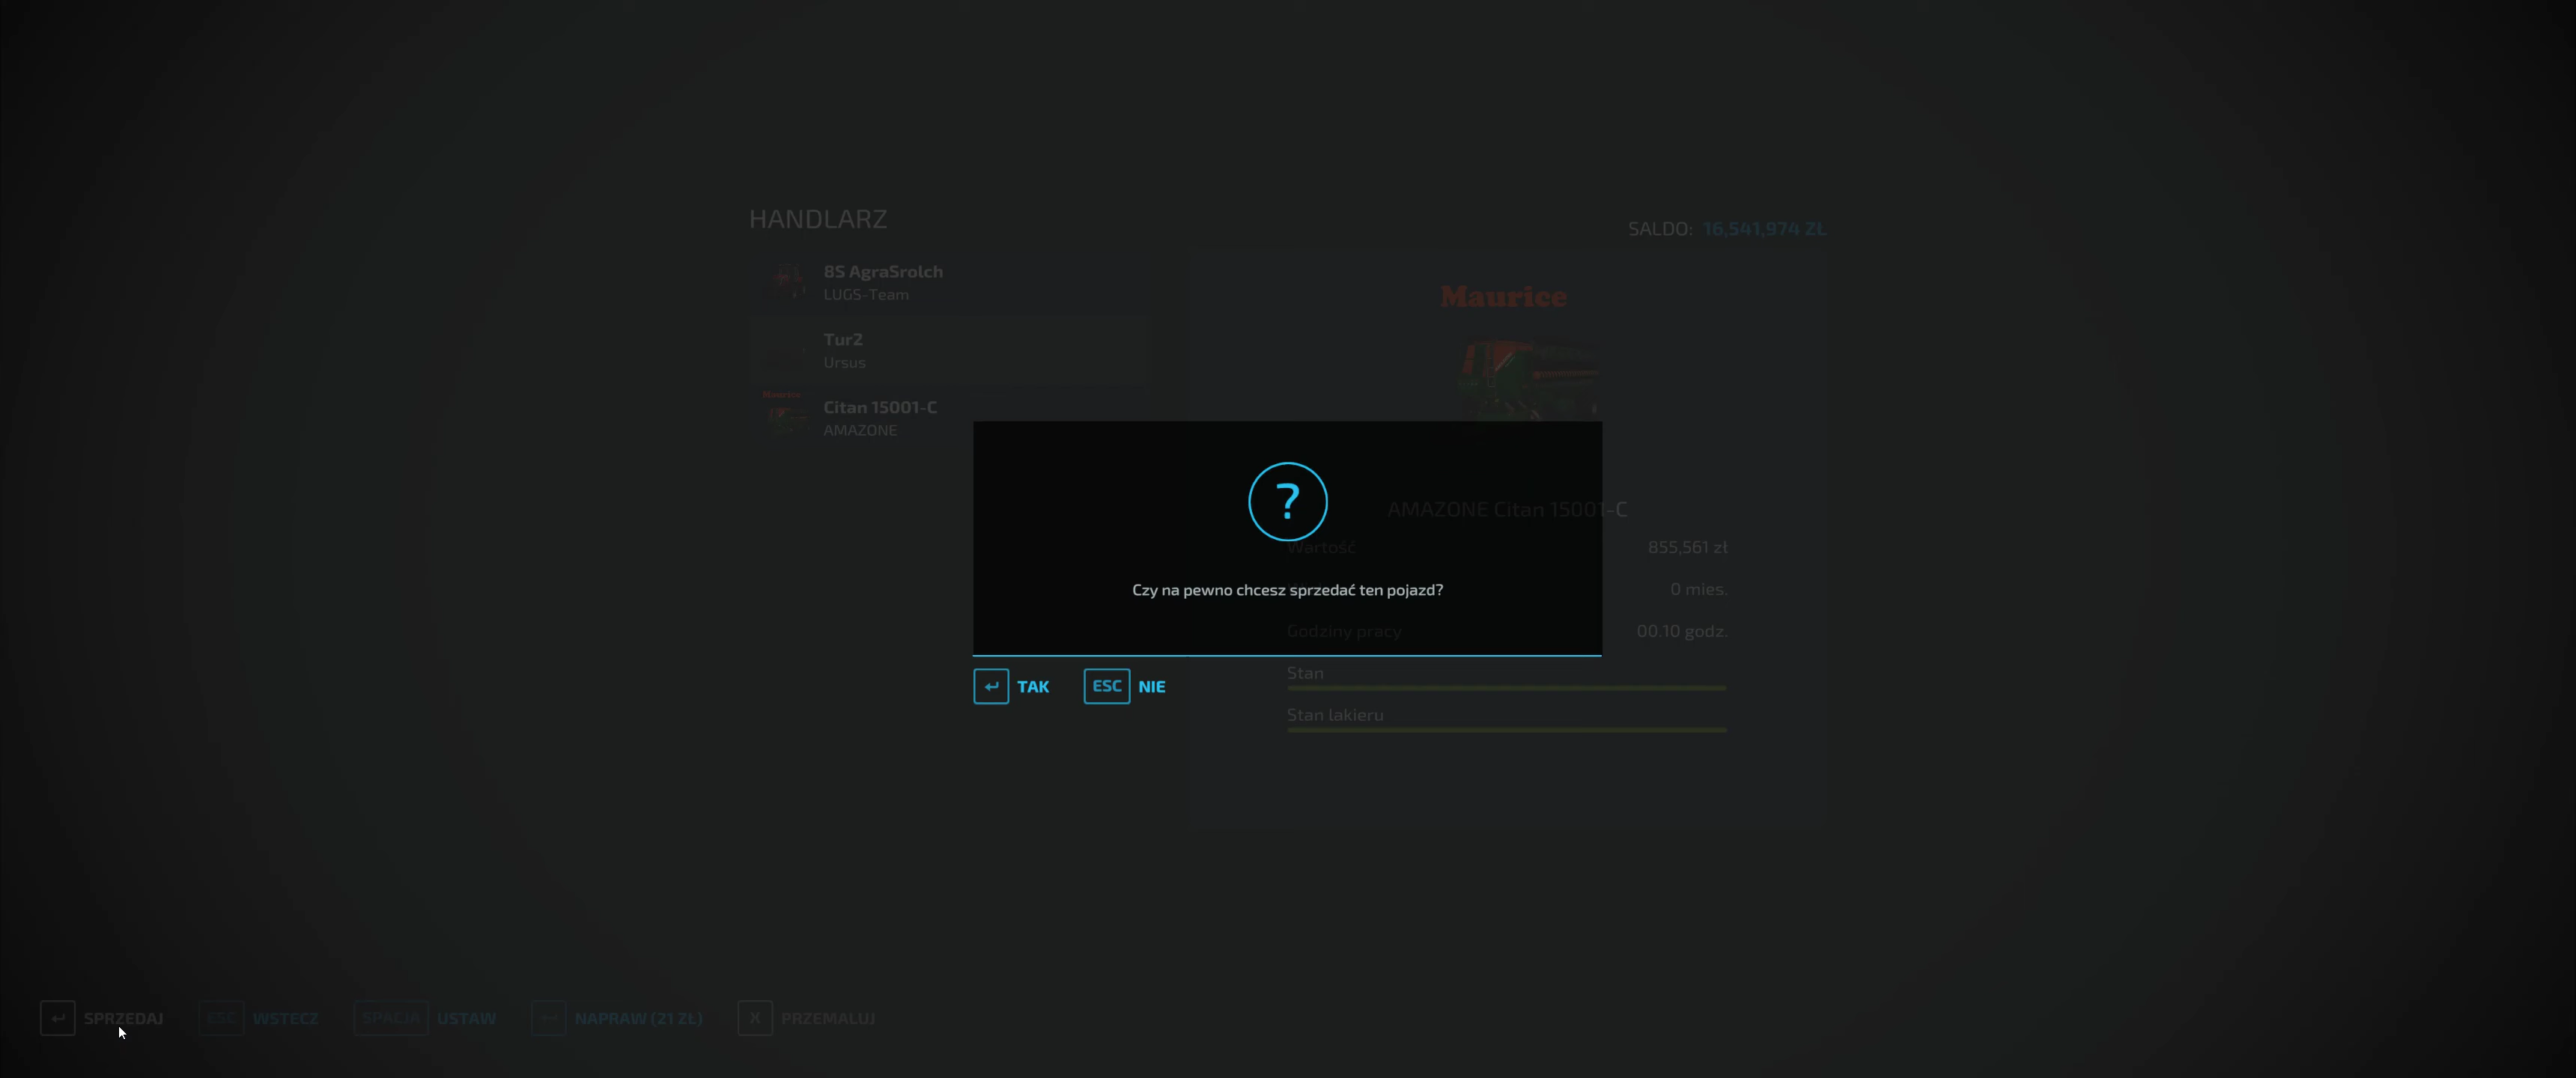 HANDLARZ
SALDO: 16,541,974 ZŁ
8S AgraSrolch
LUGS-Team
Tur2
Ursus
Maurice
Citan 15001-C
AMAZONE
Maurice
AMAZONE Citan 15001-C
Wartość 855,561 zł
0 mies.
Godziny pracy 00.10 godz.
Stan
Stan lakieru
?
Czy na pewno chcesz sprzedać ten pojazd?
TAK ESC NIE
SPRZEDAJ ESC WSTECZ SPACJA USTAW NAPRAW (21 ZŁ) X PRZEMALUJ